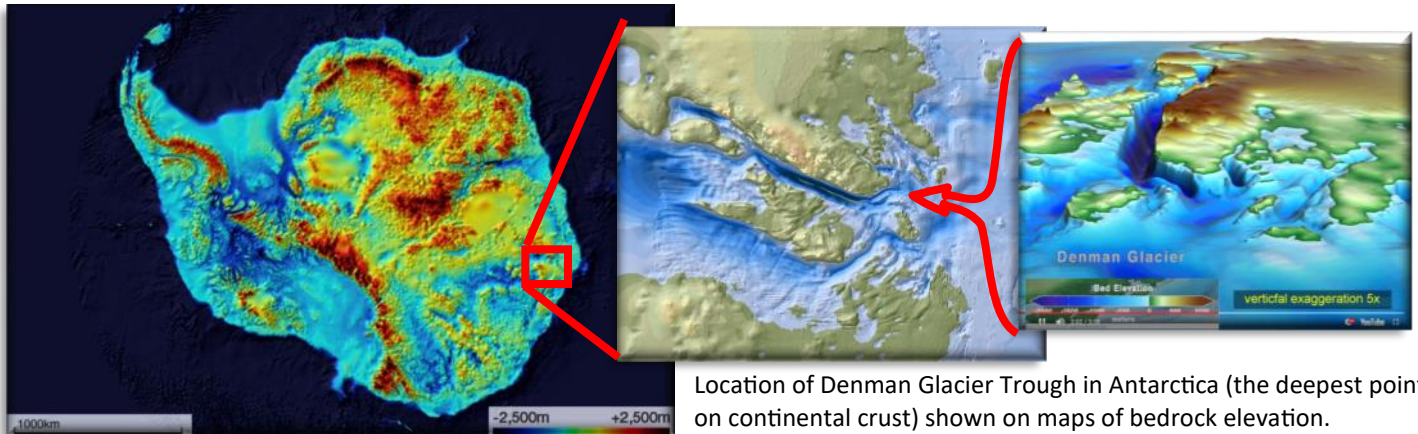 Denman Glacier
Bed Elevation
verticfal exaggeration 5x
meters
YouTube
1000km
-2,500m +2,500m
Location of Denman Glacier Trough in Antarctica (the deepest point
on continental crust) shown on maps of bedrock elevation.